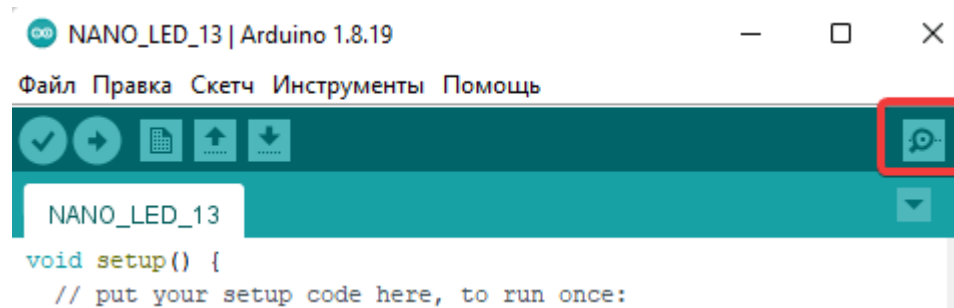 NANO_LED_13 | Arduino 1.8.19
Файл Правка Скетч Инструменты Помощь
NANO_LED_13
void setup() {
// put your setup code here, to run once: